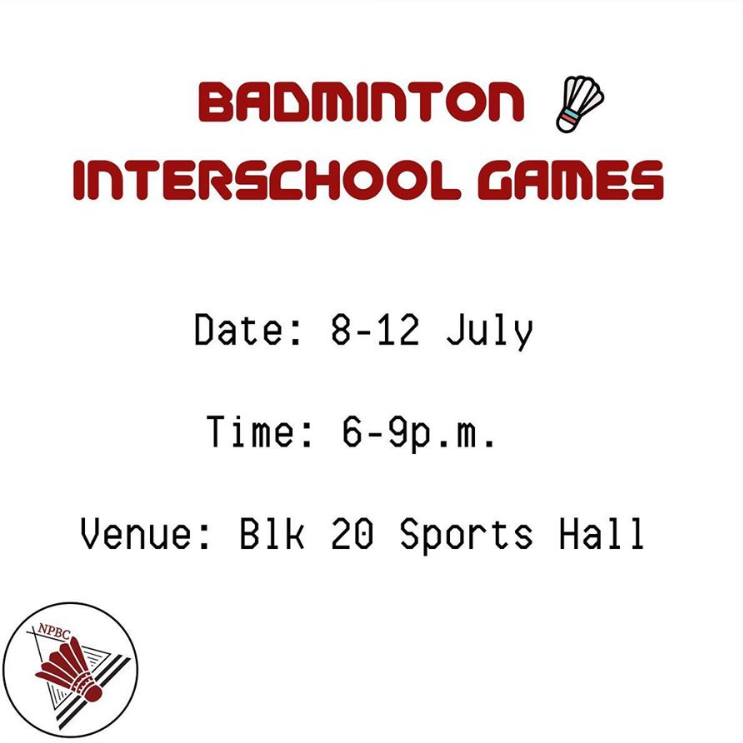 BADMINTON
INTERSCHOOL GAMES
Date: 8-12 July
Time: 6-9p.m.
Venue: Blk 20 Sports Hall
NPBC